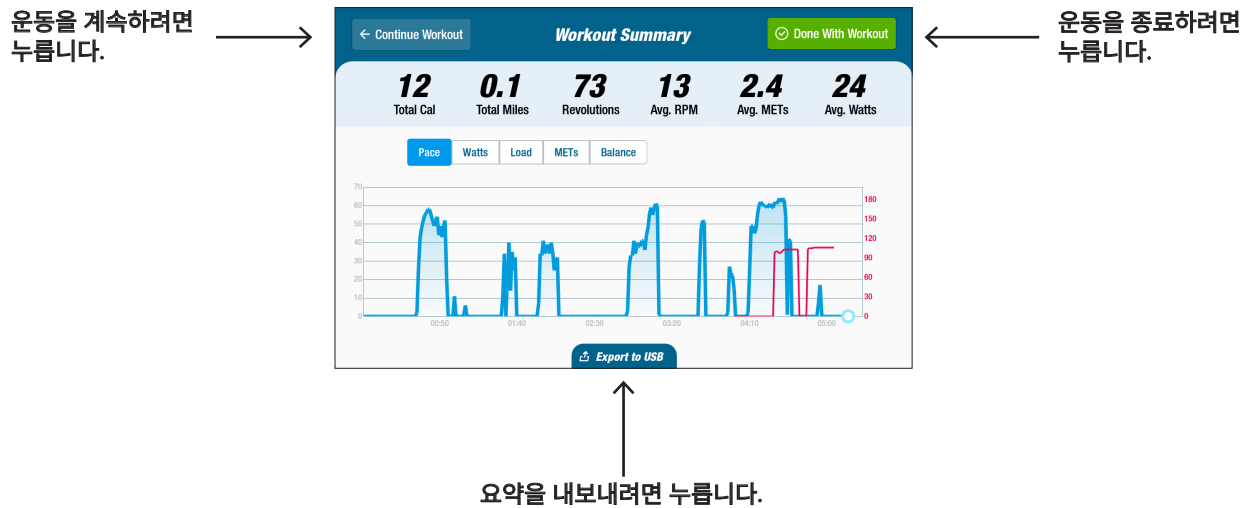 운동을 계속하려면
누릅니다.
← Continue Workout
Workout Summary
Done With Workout
운동을 종료하려면
누릅니다.
12 0.1 73 13 2.4 24
Total Cal Total Miles Revolutions Avg. RPM Avg. METs Avg. Watts
Pace Watts Load METs Balance
70
60
50
40
30
20
10
0
180
150
120
90
60
30
0
00:50 01:40 02:30 03:20 04:10 05:00
Export to USB
요약을 내보내려면 누릅니다.